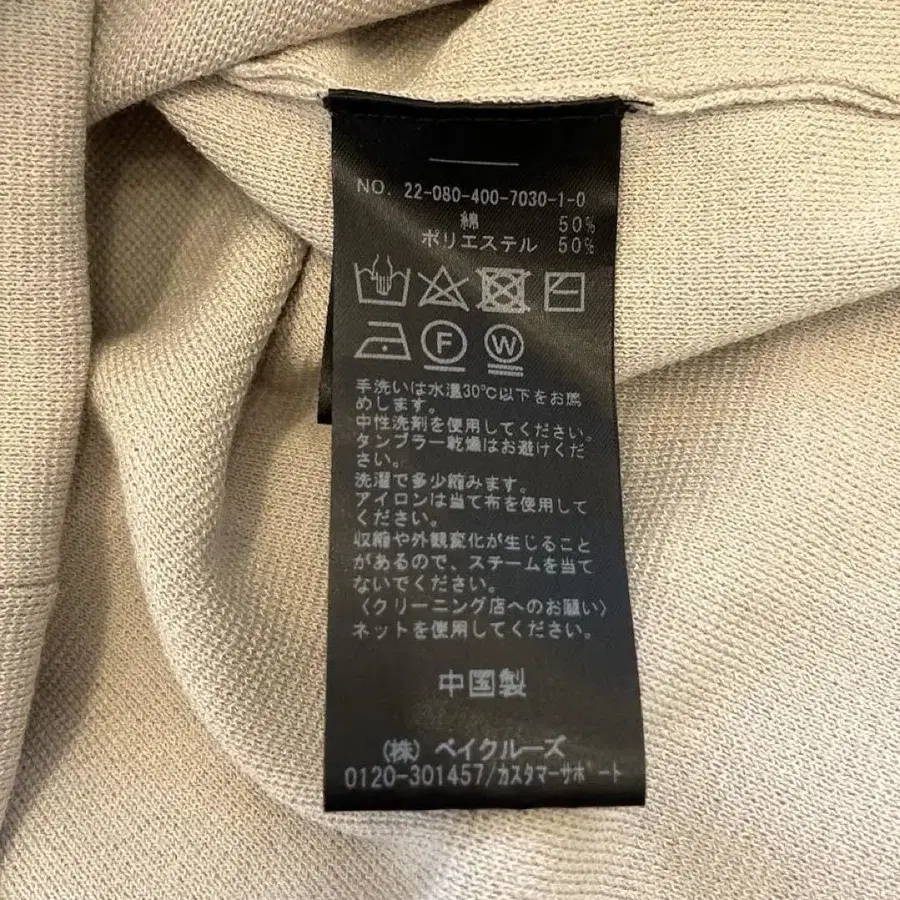 NO. 22-080-400-7030-1-0
綿 50%
ポリエステル 50%
F W
手洗いは水温30℃以下をお薦
めします。
中性洗剤を使用してください。
タンブラー乾燥はお避けくだ
さい。
洗濯で多少縮みます。
アイロンは当て布を使用して
ください。
収縮や外観変化が生じること
があるので、スチームを当て
ないでください。
〈クリーニング店へのお願い〉
ネットを使用してください。
中国製
(株) ベイクルーズ
0120-301457/カスタマーサポート